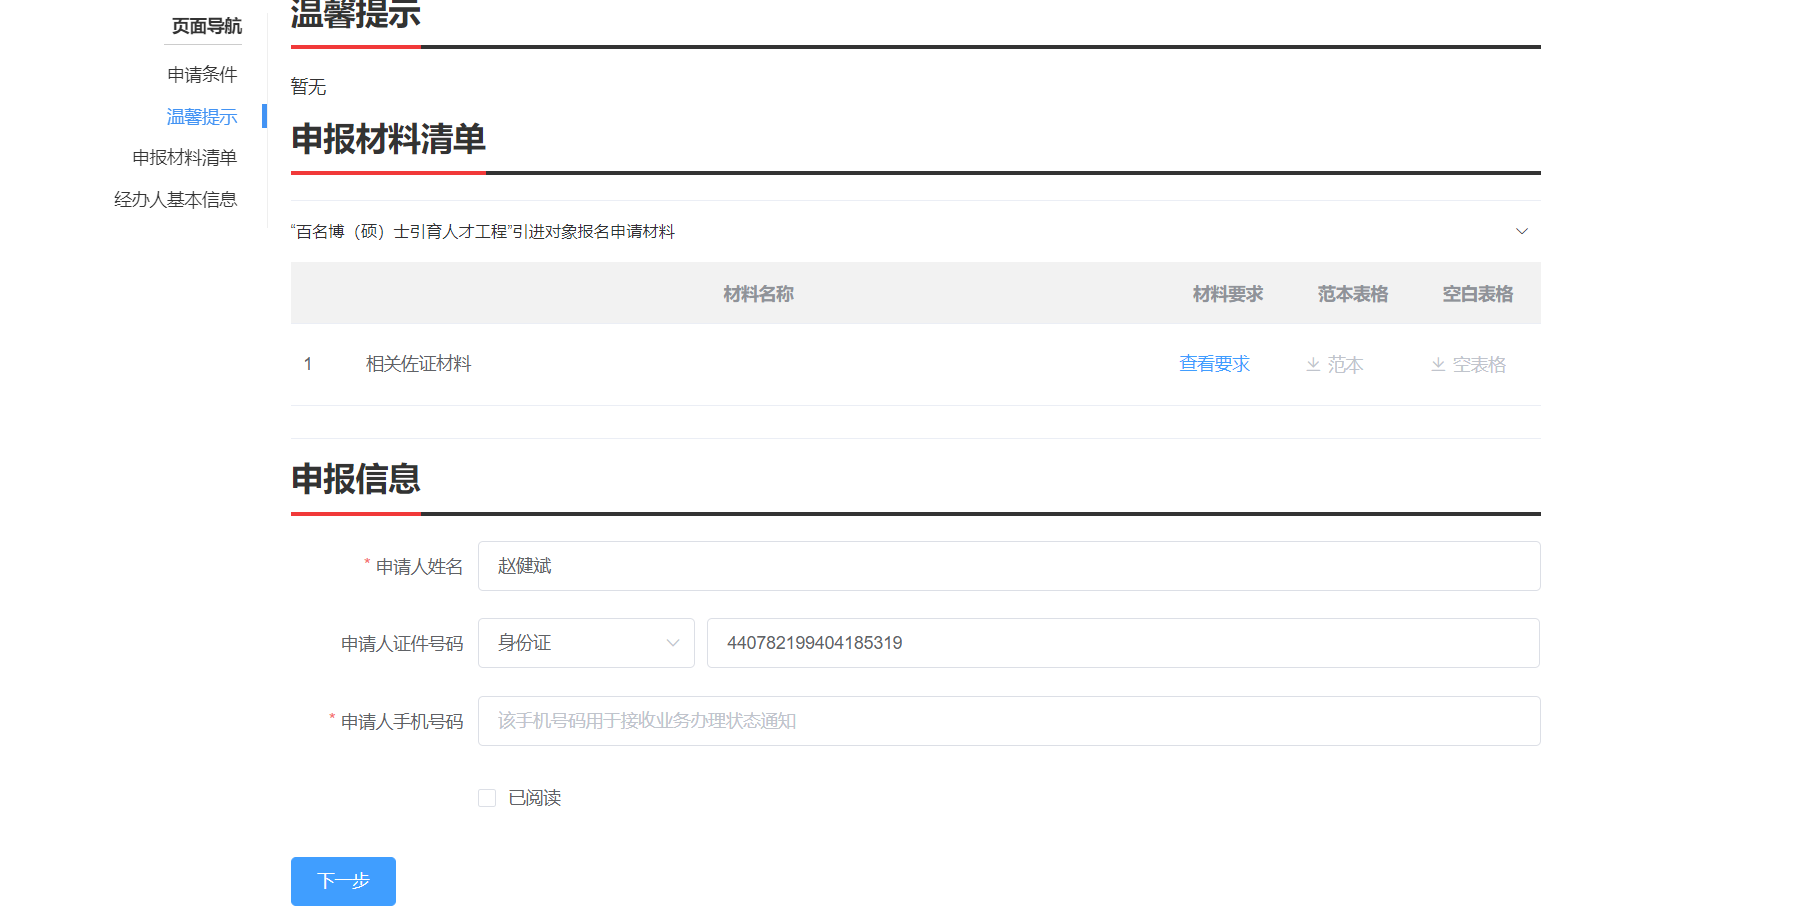 页面导航
申请条件
温馨提示
申报材料清单
经办人基本信息
温馨提示
暂无
申报材料清单
“百名博（硕）士引育人才工程”引进对象报名申请材料
材料名称 材料要求 范本表格 空白表格
1 相关佐证材料 查看要求 范本 空表格
申报信息
* 申请人姓名 赵健斌
申请人证件号码 身份证 440782199404185319
* 申请人手机号码 该手机号码用于接收业务办理状态通知
已阅读
下一步